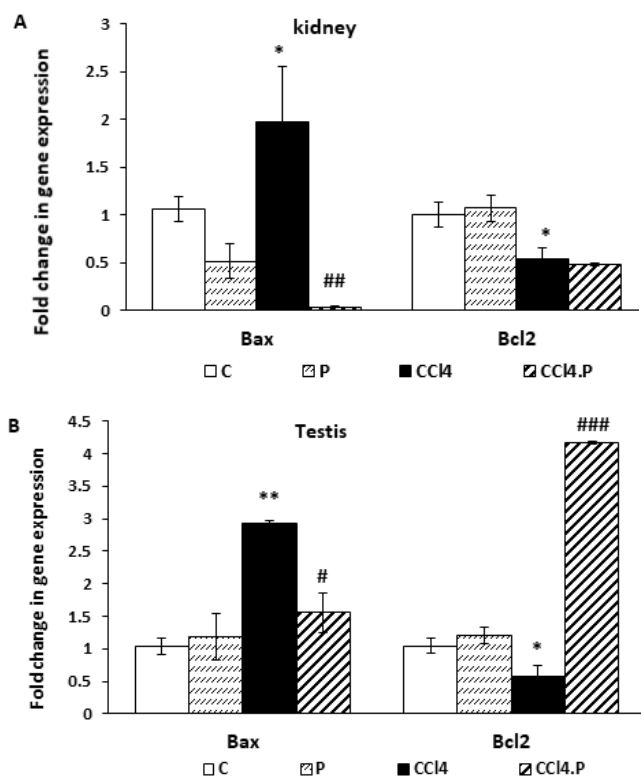 A
kidney
Fold change in gene expression
3
2.5
2
1.5
1
0.5
0
*
##
*
Bax Bcl2
C P CCl4 CCl4.P
B
Testis
Fold change in gene expression
4.5
4
3.5
3
2.5
2
1.5
1
0.5
0
**
#
*
###
Bax Bcl2
C P CCl4 CCl4.P